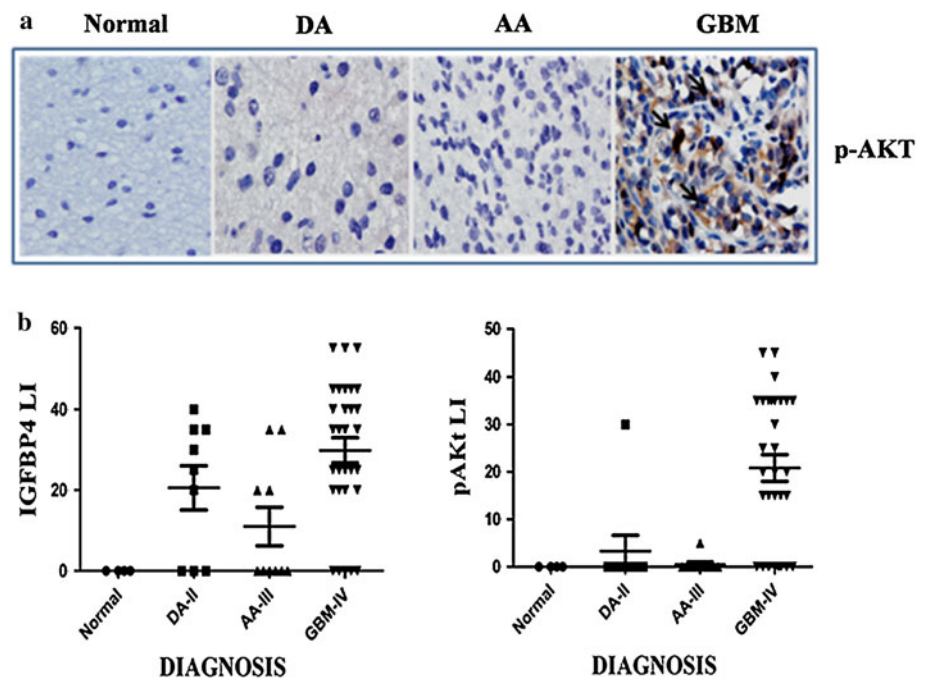 a
Normal DA AA GBM
p-AKT
b
IGFBP4 LI
60
40
20
0
Normal DA-II AA-III GBM-IV
DIAGNOSIS
pAKt LI
50
40
30
20
10
0
Normal DA-II AA-III GBM-IV
DIAGNOSIS